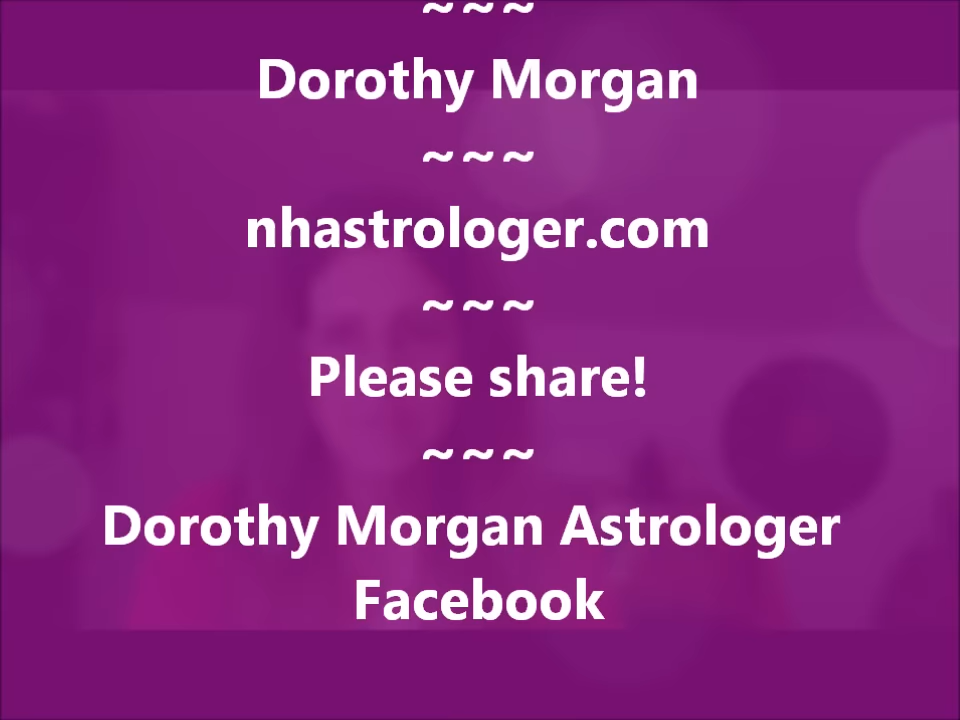 ~~~
Dorothy Morgan
~~~
nhastrologer.com
~~~
Please share!
~~~
Dorothy Morgan Astrologer
Facebook